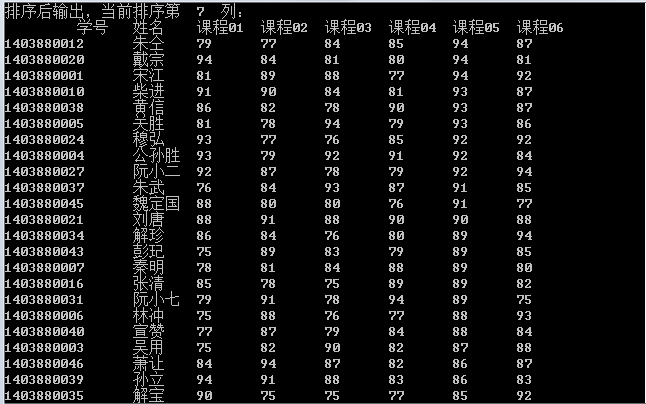 排序后输出，当前排序第 7 列：
学号 姓名 课程01 课程02 课程03 课程04 课程05 课程06
1403880012 朱仝 79 77 84 85 94 87
1403880020 戴宗 94 84 81 80 94 81
1403880001 宋江 81 89 88 77 94 92
1403880010 柴进 91 90 84 81 93 87
1403880038 黄信 86 82 78 90 93 87
1403880005 关胜 81 78 94 79 93 86
1403880024 穆弘 93 77 76 85 92 92
1403880004 公孙胜 93 79 92 91 92 84
1403880027 阮小二 92 87 78 79 92 94
1403880037 朱武 76 84 93 87 91 85
1403880045 魏定国 88 80 80 76 91 77
1403880021 刘唐 88 91 88 90 90 88
1403880034 解珍 86 84 76 80 89 94
1403880043 彭玘 75 89 83 79 89 85
1403880007 秦明 78 81 84 88 89 80
1403880016 张清 85 78 75 89 89 82
1403880031 阮小七 79 91 78 94 89 75
1403880006 林冲 75 88 76 77 88 93
1403880040 宣赞 77 87 79 84 88 84
1403880003 吴用 75 82 90 82 87 88
1403880046 萧让 84 94 87 82 86 87
1403880039 孙立 94 91 88 83 86 83
1403880035 解宝 90 75 75 77 85 92